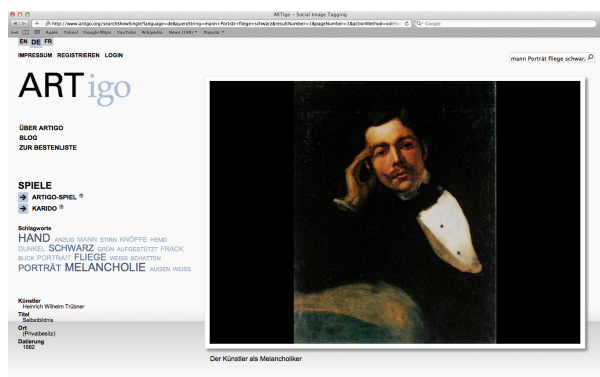 ARTigo – Social Image Tagging
http://www.artigo.org/searchShowSingle?language=de&queryString=mann+Porträt+fliege+schwarz&resultNumber=1&pageNumber=1&actionMethod=
Google
Apple Yahoo! Google Maps YouTube Wikipedia News (198) Popular
EN DE FR
IMPRESSUM REGISTRIEREN LOGIN
mann Porträt fliege schwarz
ARTigo
ÜBER ARTIGO
BLOG
ZUR BESTENLISTE
SPIELE
ARTIGO-SPIEL
KARIDO
Schlagworte
HAND ANZUG MANN STIRN KNÖPFE HEMD
DUNKEL SCHWARZ GRÜN AUFGESTÜTZT FRACK
BLICK PORTRAIT FLIEGE WEISS SCHATTEN
PORTRÄT MELANCHOLIE AUGEN WEISS
Künstler
Heinrich Wilhelm Trübner
Titel
Selbstbildnis
Ort
(Privatbesitz)
Datierung
1882
Der Künstler als Melancholiker